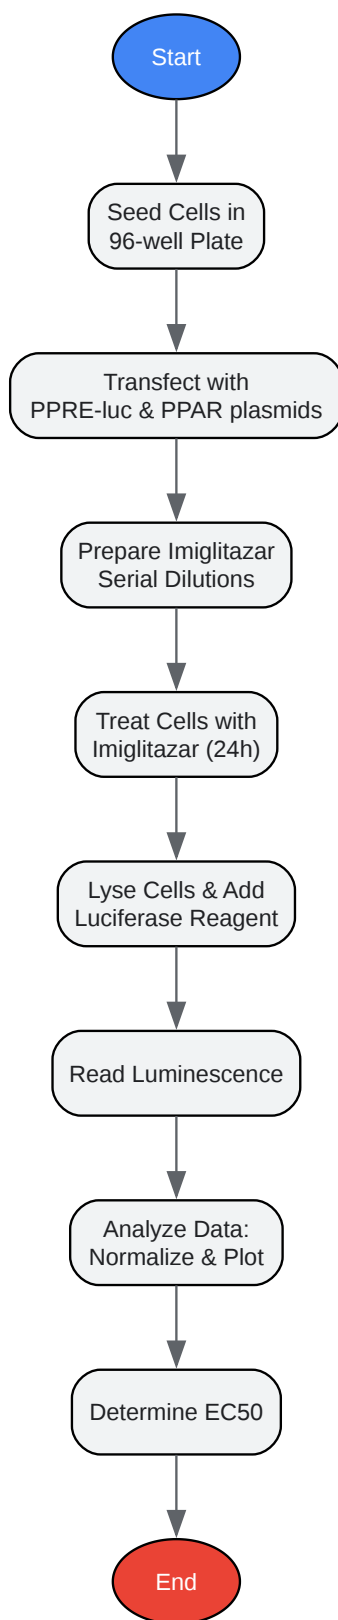 Start
Seed Cells in
96-well Plate
Transfect with
PPRE-luc & PPAR plasmids
Prepare Imiglitazar
Serial Dilutions
Treat Cells with
Imiglitazar (24h)
Lyse Cells & Add
Luciferase Reagent
Read Luminescence
Analyze Data:
Normalize & Plot
Determine EC50
End